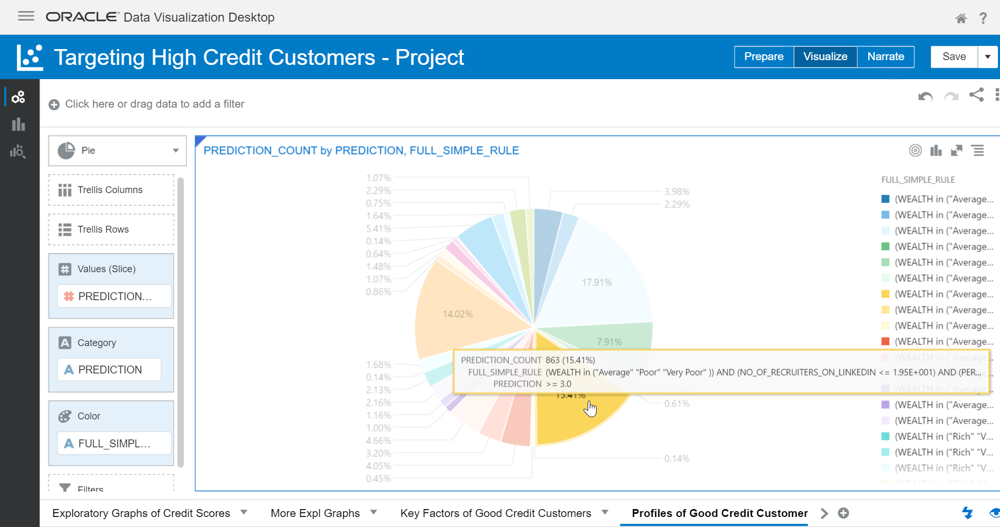 ORACLE Data Visualization Desktop
?
Targeting High Credit Customers - Project
Prepare
Visualize
Narrate
Save
Click here or drag data to add a filter
Pie
Trellis Columns
Trellis Rows
Values (Slice)
# PREDICTION...
A Category
A PREDICTION
Color
A FULL_SIMPL...
Filters
PREDICTION_COUNT by PREDICTION, FULL_SIMPLE_RULE
1.07%
2.29%
0.75%
1.64%
5.41%
0.14%
0.64%
1.48%
1.07%
0.86%
1.68%
0.14%
2.13%
2.16%
1.16%
1.00%
4.66%
3.20%
4.05%
0.45%
3.98%
2.29%
17.91%
14.02%
7.91%
PREDICTION_COUNT 863 (15.41%)
FULL_SIMPLE_RULE (WEALTH in ("Average" "Poor" "Very Poor" )) AND (NO_OF_RECRUITERS_ON_LINKEDIN <= 1.95E+001) AND (PER...
PREDICTION >= 3.0
15.41%
0.61%
0.14%
FULL_SIMPLE_RULE
(WEALTH in ("Average...
(WEALTH in ("Average...
(WEALTH in ("Average...
(WEALTH in ("Average...
(WEALTH in ("Average...
(WEALTH in ("Average...
(WEALTH in ("Average...
(WEALTH in ("Average...
(WEALTH in ("Average...
(WEALTH in ("Average...
(WEALTH in ("Average...
(WEALTH in ("Average...
(WEALTH in ("Average...
(WEALTH in ("Average...
(WEALTH in ("Rich" "V...
(WEALTH in ("Rich" "V...
(WEALTH in ("Rich" "V...
Exploratory Graphs of Credit Scores
More Expl Graphs
Key Factors of Good Credit Customers
Profiles of Good Credit Customer